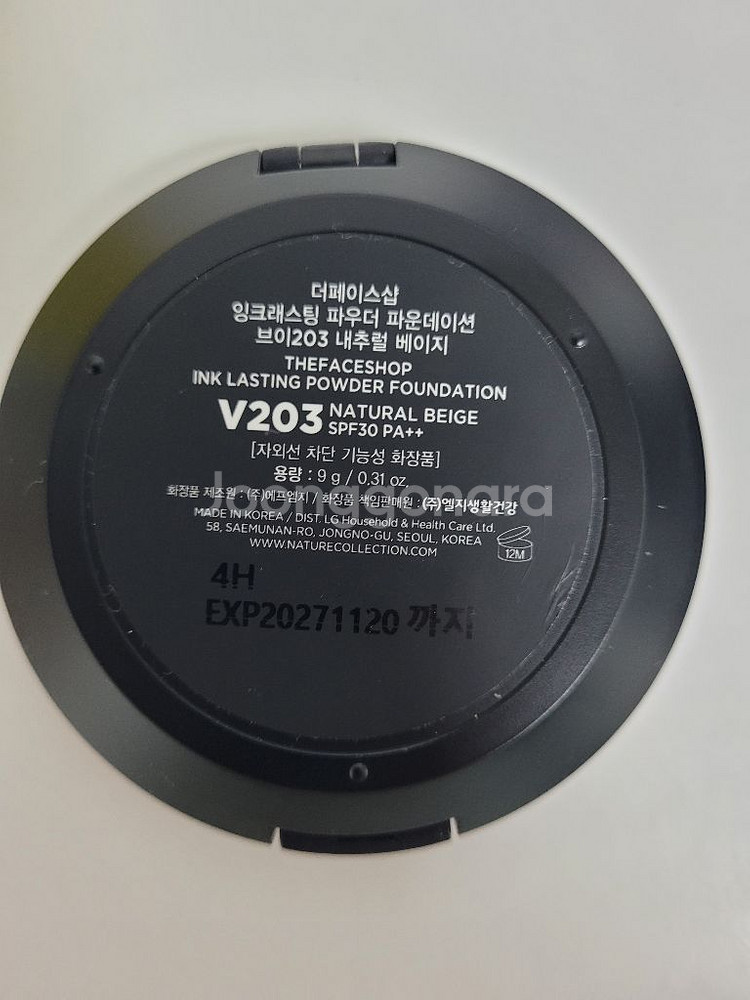 더페이스샵
잉크래스팅 파우더 파운데이션
브이203 내추럴 베이지
THEFACESHOP
INK LASTING POWDER FOUNDATION
V203 NATURAL BEIGE
SPF30 PA++
[자외선 차단 기능성 화장품]
용량 : 9 g / 0.31 oz.
joonggonara
화장품 제조원 : (주)에프엠지 / 화장품 책임판매원 : (주)엘지생활건강
MADE IN KOREA / DIST. LG Household & Health Care Ltd.
58, SAEMUNAN-RO, JONGNO-GU, SEOUL, KOREA
WWW.NATURECOLLECTION.COM
12M
4H
EXP20271120 까지